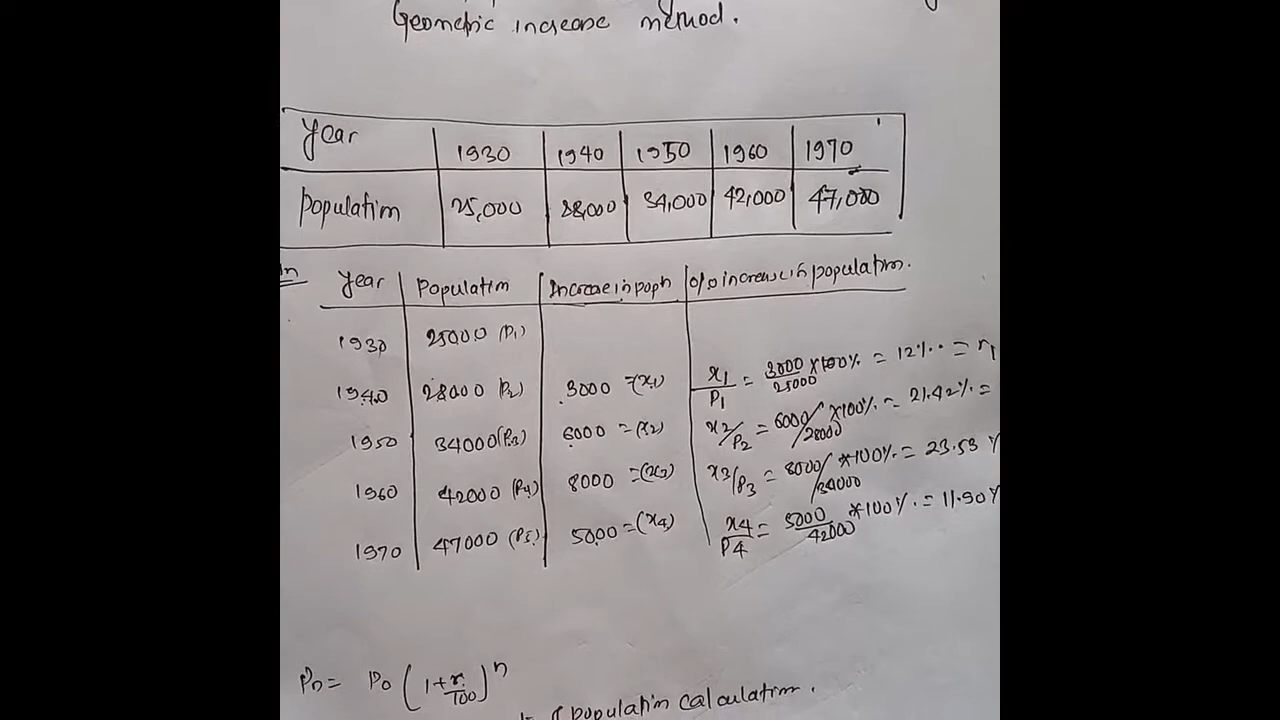 Geometric increase method.
Year 1930 1940 1950 1960 1970
Population 25,000 28,000 34,000 42,000 47,000
Year Population Increase in popn % increase in population.
1930 25000 (P1)
1940 28000 (P2) 3000 =(x1) x1/P1 = 3000/25000 *100% = 12% = r1
1950 34000 (P3) 6000 =(x2) x2/P2 = 6000/28000 *100% = 21.42% =
1960 42000 (P4) 8000 =(x3) x3/P3 = 8000/34000 *100% = 23.53 %
1970 47000 (P5) 5000 =(x4) x4/P4 = 5000/42000 *100% = 11.90%
Pn = P0 (1+r/100)^n
of population calculation.